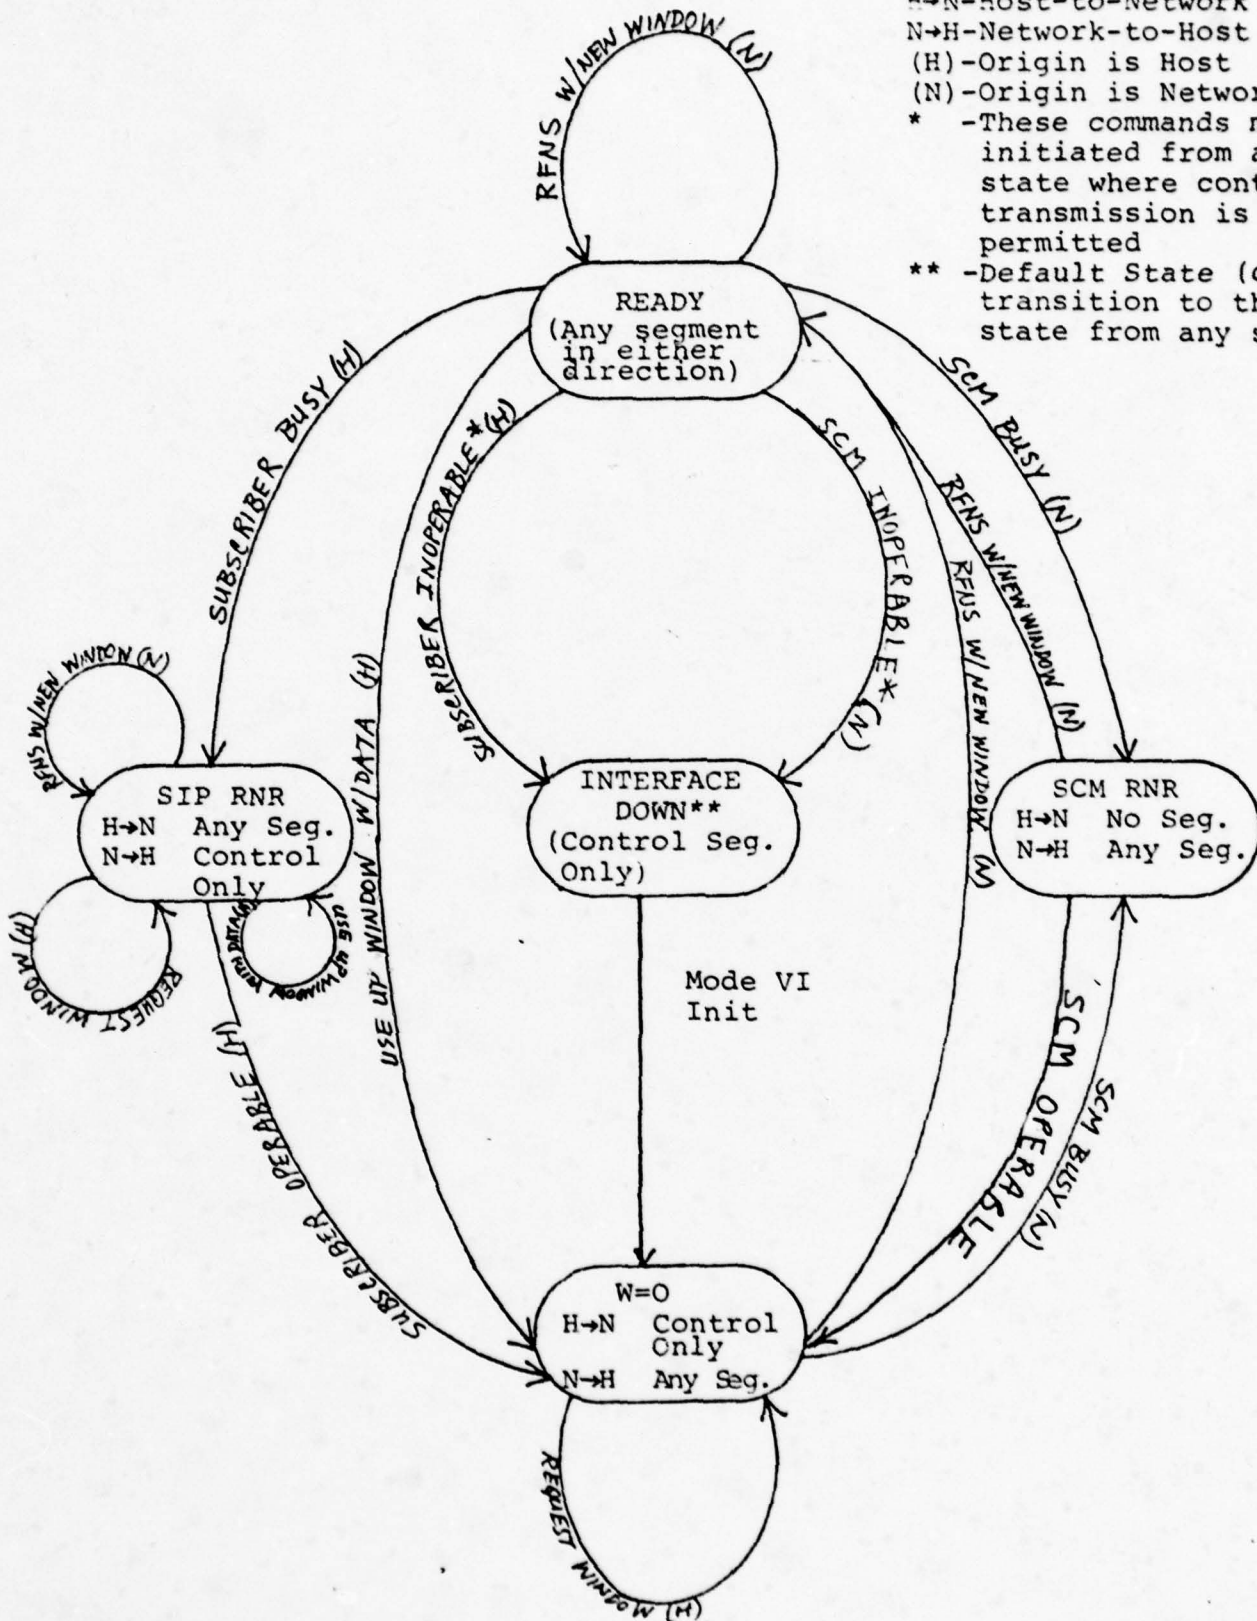 H→N-Host-to-Network
N→H-Network-to-Host
(H)-Origin is Host
(N)-Origin is Networ
* -These commands m
initiated from a
state where cont
transmission is
permitted
** -Default State (
transition to th
state from any s
RFNS W/NEW WINDOW (N)
READY
(Any segment
in either
direction)
SUBSCRIBER BUSY (H)
USE UP WINDOW W/DATA (H)
SUBSCRIBER INOPERABLE* (H)
SCM INOPERABLE* (N)
RFNS W/NEW WINDOW (N)
RFNS W/NEW WINDOW (N)
SCM BUSY (N)
RFNS W/NEW WINDOW (N)
SIP RNR
H→N Any Seg.
N→H Control
Only
INTERFACE
DOWN**
(Control Seg.
Only)
SCM RNR
H→N No Seg.
N→H Any Seg.
REQUEST WINDOW (H)
USE UP WINDOW WITH DATA
SUBSCRIBER OPERABLE (H)
Mode VI
Init
SCM OPERABLE
SCM BUSY (N)
W=0
H→N Control
Only
N→H Any Seg.
REQUEST WINDOW (H)